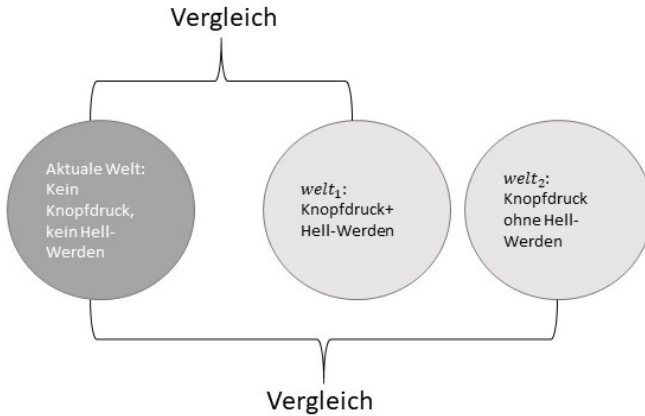 Vergleich
Aktuale Welt:
Kein
Knopfdruck,
kein Hell-
Werden
welt₁:
Knopfdruck+
Hell-Werden
welt₂:
Knopfdruck
ohne Hell-
Werden
Vergleich